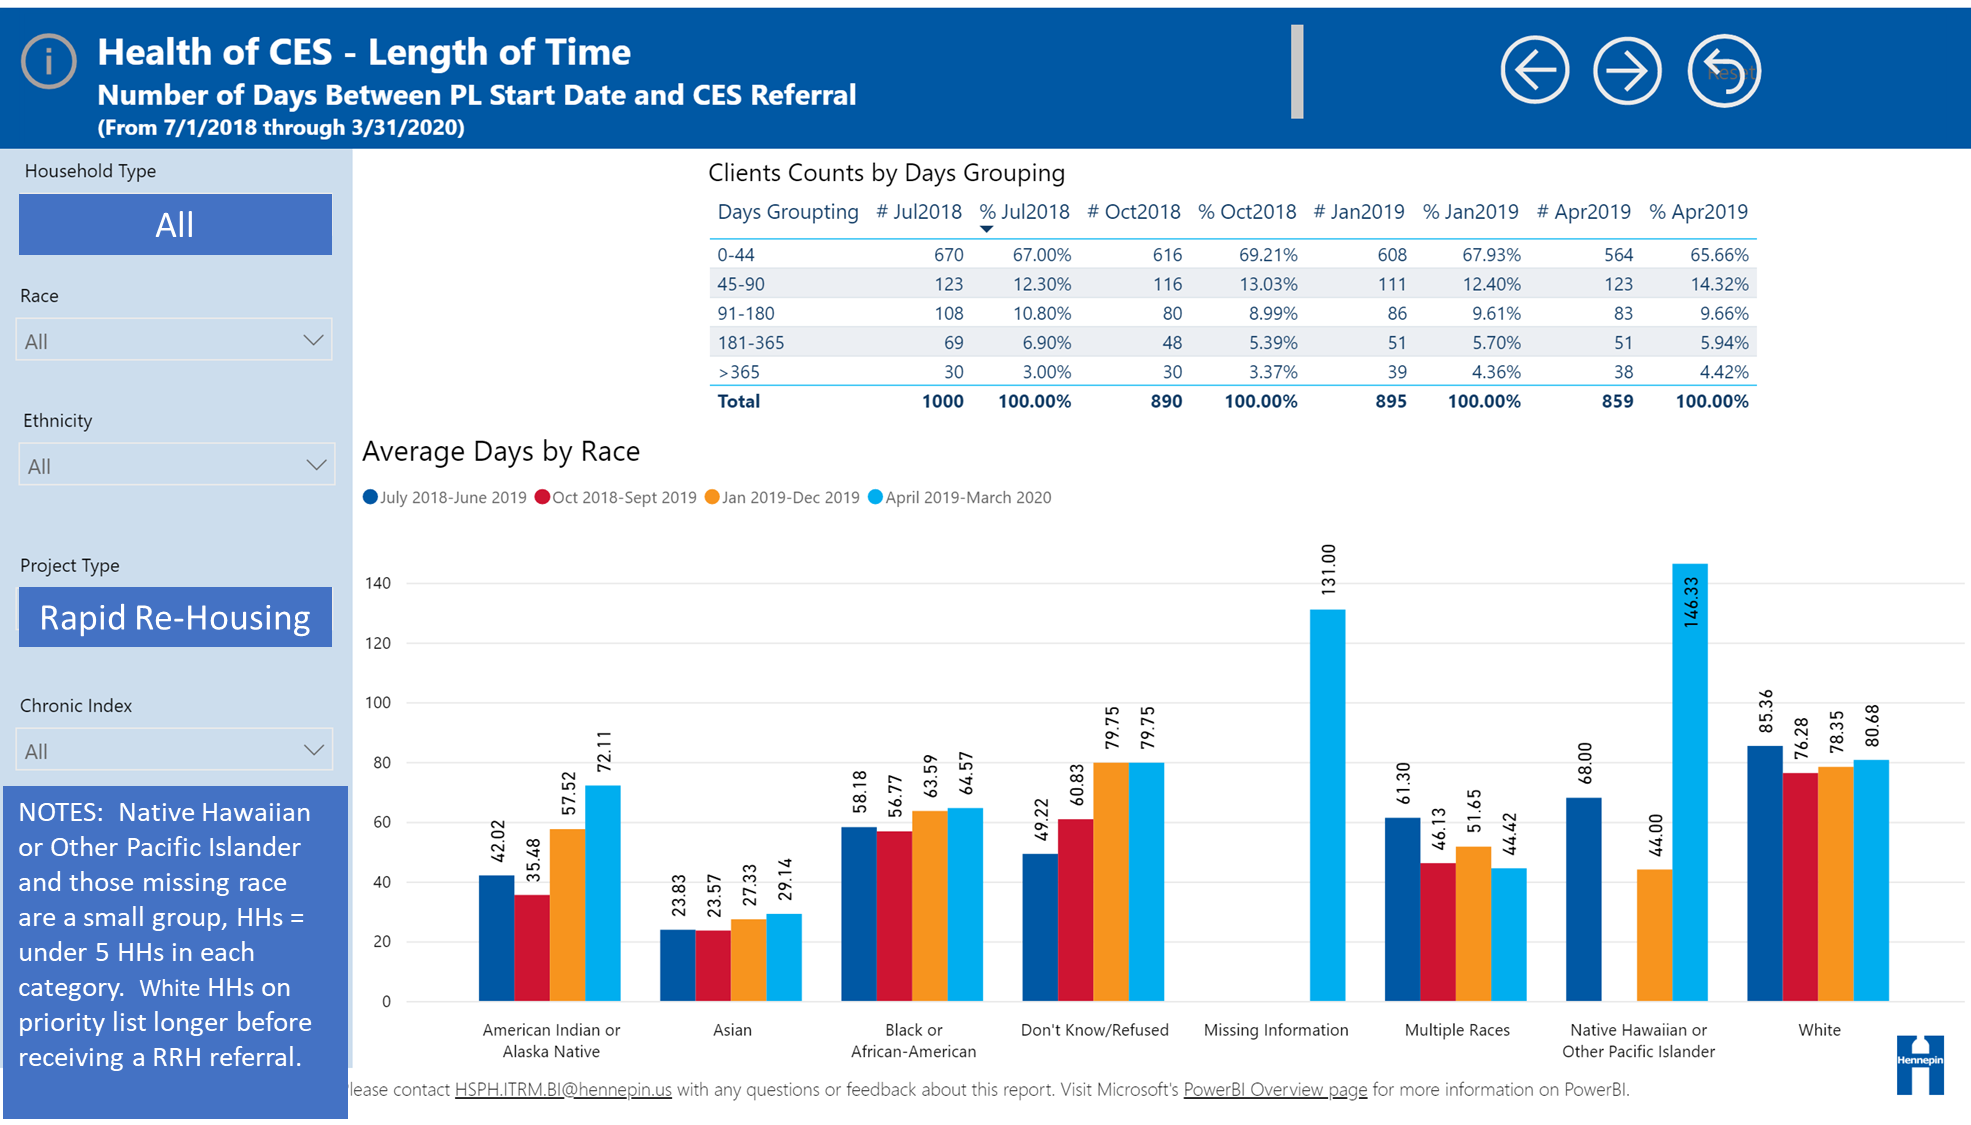 Health of CES - Length of Time
Number of Days Between PL Start Date and CES Referral
(From 7/1/2018 through 3/31/2020)
Reset
Household Type
All
Race
All
Ethnicity
All
Project Type
Rapid Re-Housing
Chronic Index
All
NOTES: Native Hawaiian
or Other Pacific Islander
and those missing race
are a small group, HHs =
under 5 HHs in each
category. White HHs on
priority list longer before
receiving a RRH referral.
Clients Counts by Days Grouping
Days Groupting # Jul2018 % Jul2018 # Oct2018 % Oct2018 # Jan2019 % Jan2019 # Apr2019 % Apr2019
0-44 670 67.00% 616 69.21% 608 67.93% 564 65.66%
45-90 123 12.30% 116 13.03% 111 12.40% 123 14.32%
91-180 108 10.80% 80 8.99% 86 9.61% 83 9.66%
181-365 69 6.90% 48 5.39% 51 5.70% 51 5.94%
>365 30 3.00% 30 3.37% 39 4.36% 38 4.42%
Total 1000 100.00% 890 100.00% 895 100.00% 859 100.00%
Average Days by Race
July 2018-June 2019 Oct 2018-Sept 2019 Jan 2019-Dec 2019 April 2019-March 2020
140
120
100
80
60
40
20
0
42.02 35.48 57.52 72.11
23.83 23.57 27.33 29.14
58.18 56.77 63.59 64.57
49.22 60.83 79.75 79.75
131.00
61.30 46.13 51.65 44.42
68.00 44.00 146.33
85.36 76.28 78.35 80.68
American Indian or
Alaska Native
Asian
Black or
African-American
Don't Know/Refused
Missing Information
Multiple Races
Native Hawaiian or
Other Pacific Islander
White
Hennepin
lease contact HSPH.ITRM.BI@hennepin.us with any questions or feedback about this report. Visit Microsoft's PowerBI Overview page for more information on PowerBI.